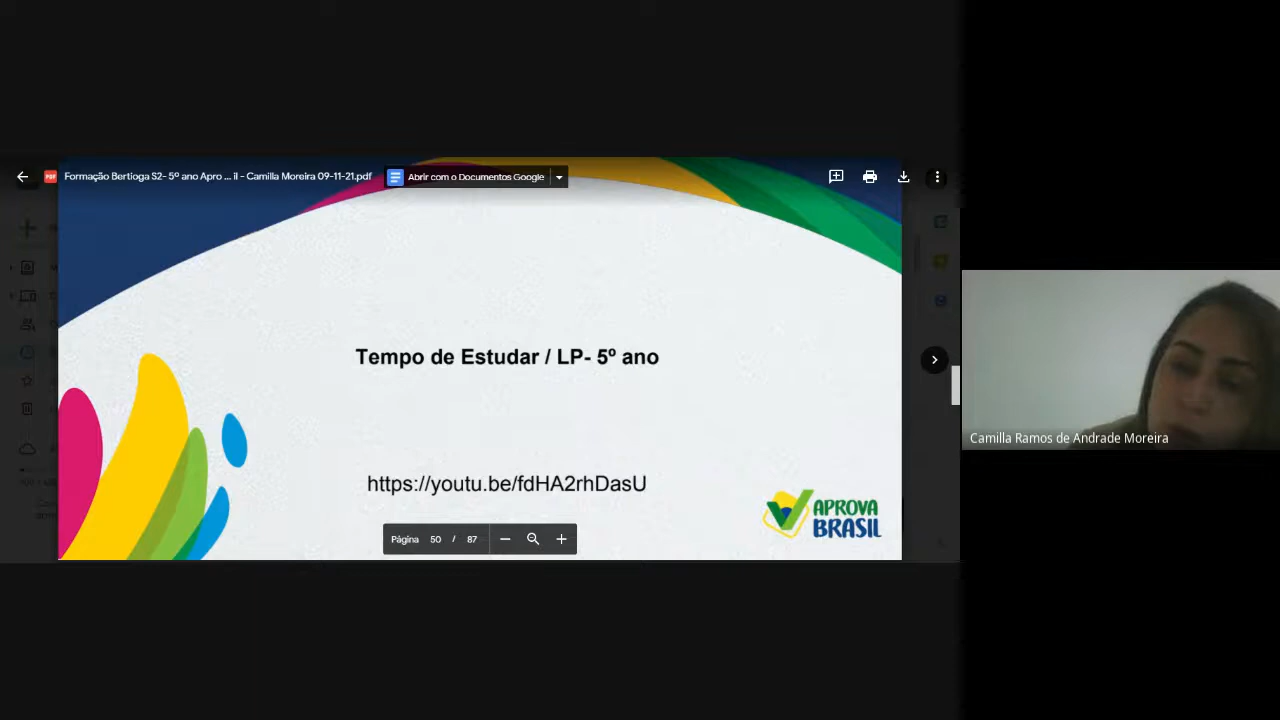 Formação Bertioga S2- 5º ano Apro ... il - Camilla Moreira 09-11-21.pdf
Abrir com o Documentos Google
Tempo de Estudar / LP- 5º ano
https://youtu.be/fdHA2rhDasU
APROVA
BRASIL
Página 50 / 87
Camilla Ramos de Andrade Moreira